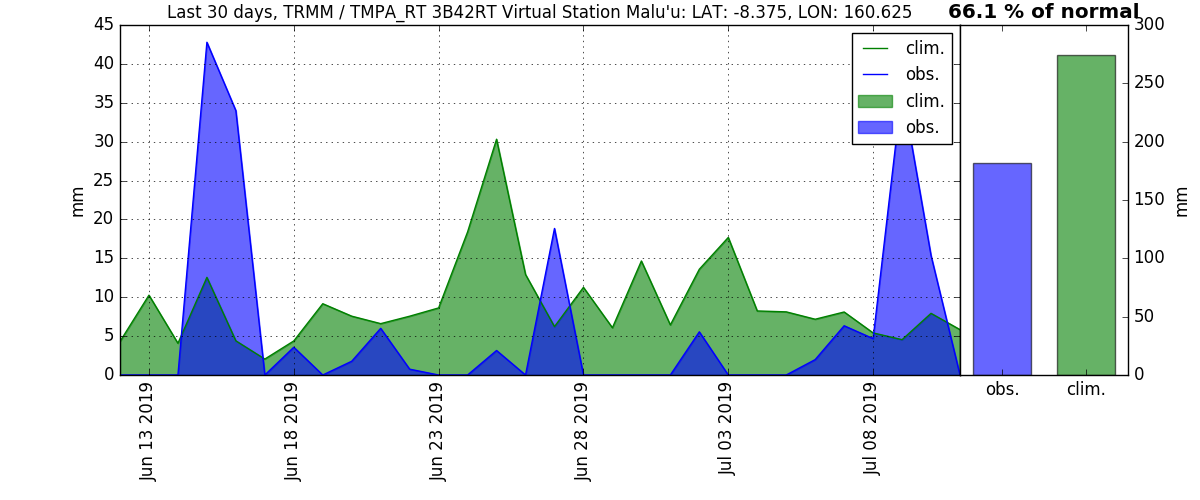 Last 30 days, TRMM / TMPA_RT 3B42RT Virtual Station Malu'u: LAT: -8.375, LON: 160.625
66.1 % of normal
45
40
35
30
25
20
15
10
5
0
mm
clim.
obs.
clim.
obs.
300
250
200
150
100
50
0
mm
Jun 13 2019
Jun 18 2019
Jun 23 2019
Jun 28 2019
Jul 03 2019
Jul 08 2019
obs.
clim.